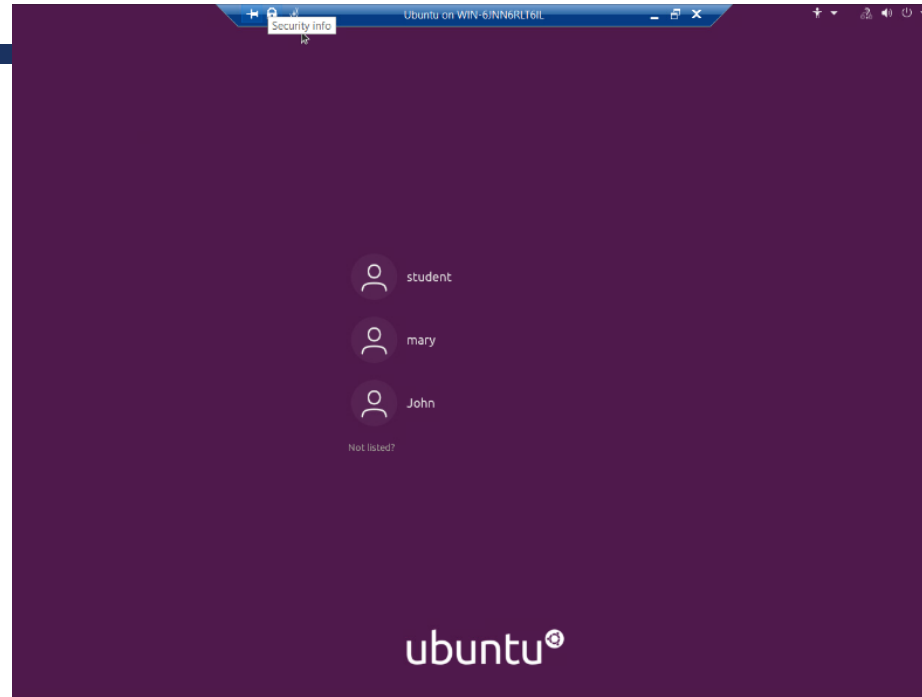 Ubuntu on WIN-6JNN6RLT6IL
Security info
student
mary
John
Not listed?
ubuntu